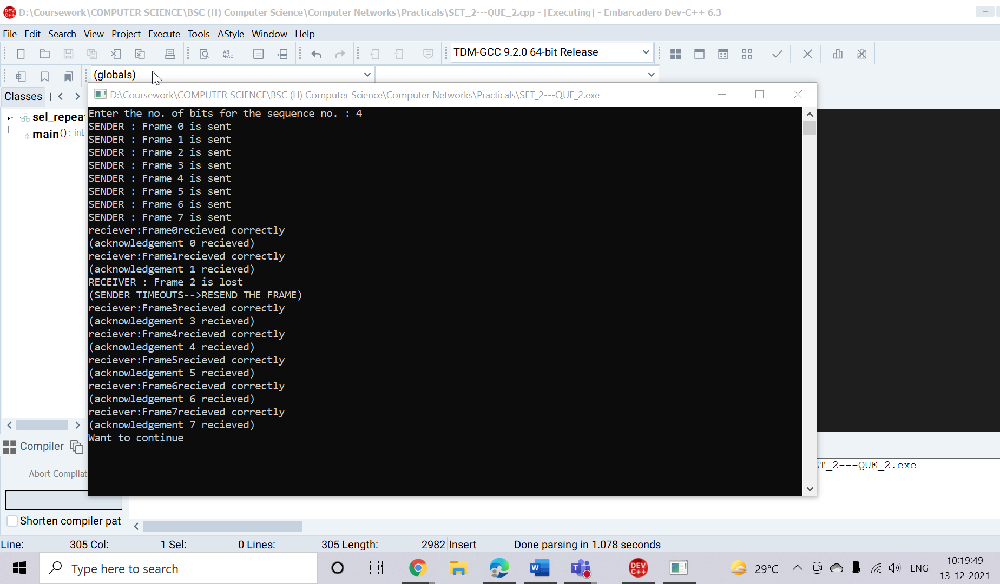 D:\Coursework\COMPUTER SCIENCE\BSC (H) Computer Science\Computer Networks\Practicals\SET_2---QUE_2.cpp - [Executing] - Embarcadero Dev-C++ 6.3
File Edit Search View Project Execute Tools AStyle Window Help
TDM-GCC 9.2.0 64-bit Release
(globals)
Classes
D:\Coursework\COMPUTER SCIENCE\BSC (H) Computer Science\Computer Networks\Practicals\SET_2---QUE_2.exe
sel_repeat
main() : int
Enter the no. of bits for the sequence no. : 4
SENDER : Frame 0 is sent
SENDER : Frame 1 is sent
SENDER : Frame 2 is sent
SENDER : Frame 3 is sent
SENDER : Frame 4 is sent
SENDER : Frame 5 is sent
SENDER : Frame 6 is sent
SENDER : Frame 7 is sent
reciever:Frame0recieved correctly
(acknowledgement 0 recieved)
reciever:Frame1recieved correctly
(acknowledgement 1 recieved)
RECEIVER : Frame 2 is lost
(SENDER TIMEOUTS-->RESEND THE FRAME)
reciever:Frame3recieved correctly
(acknowledgement 3 recieved)
reciever:Frame4recieved correctly
(acknowledgement 4 recieved)
reciever:Frame5recieved correctly
(acknowledgement 5 recieved)
reciever:Frame6recieved correctly
(acknowledgement 6 recieved)
reciever:Frame7recieved correctly
(acknowledgement 7 recieved)
Want to continue
Compiler
Abort Compilati
ET_2---QUE_2.exe
Shorten compiler pat
Line: 305 Col: 1 Sel: 0 Lines: 305 Length: 2982 Insert Done parsing in 1.078 seconds
Type here to search
DEV C++
29°C
ENG
10:19:49
13-12-2021